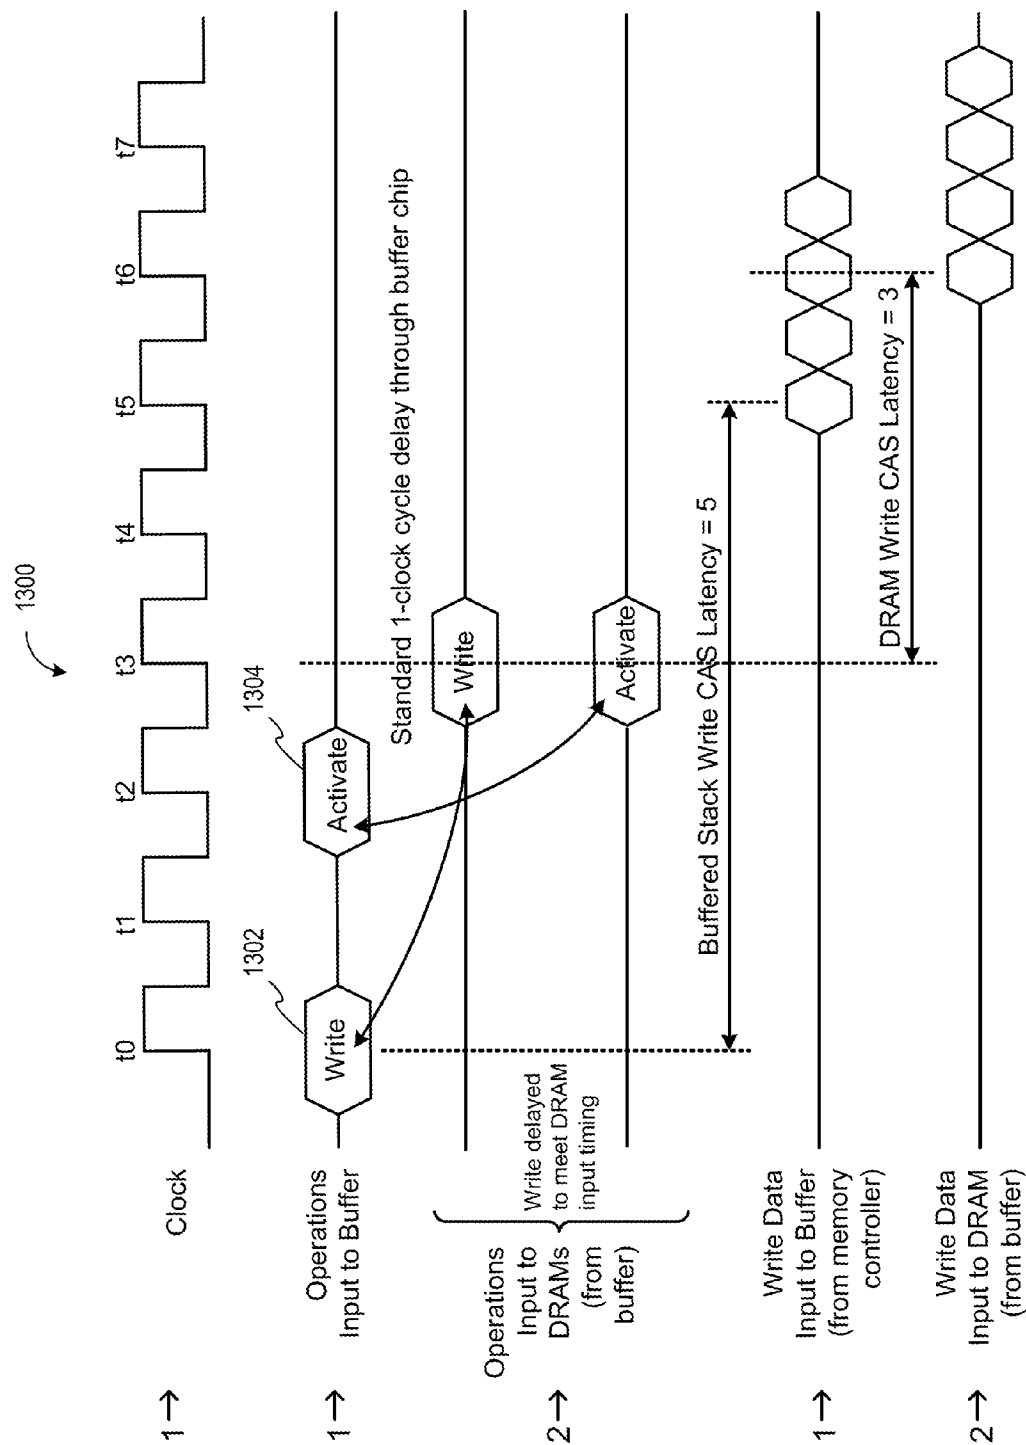 1300
t0 t1 t2 t3 t4 t5 t6 t7
1→ Clock
1302
1304
1→ Operations
Input to Buffer
Write
Activate
Standard 1-clock cycle delay through buffer chip
2→ Operations
Input to
DRAMs
(from
buffer)
Write delayed
to meet DRAM
input timing
Write
Activate
Buffered Stack Write CAS Latency = 5
1→ Write Data
Input to Buffer
(from memory
controller)
DRAM Write CAS Latency = 3
2→ Write Data
Input to DRAM
(from buffer)